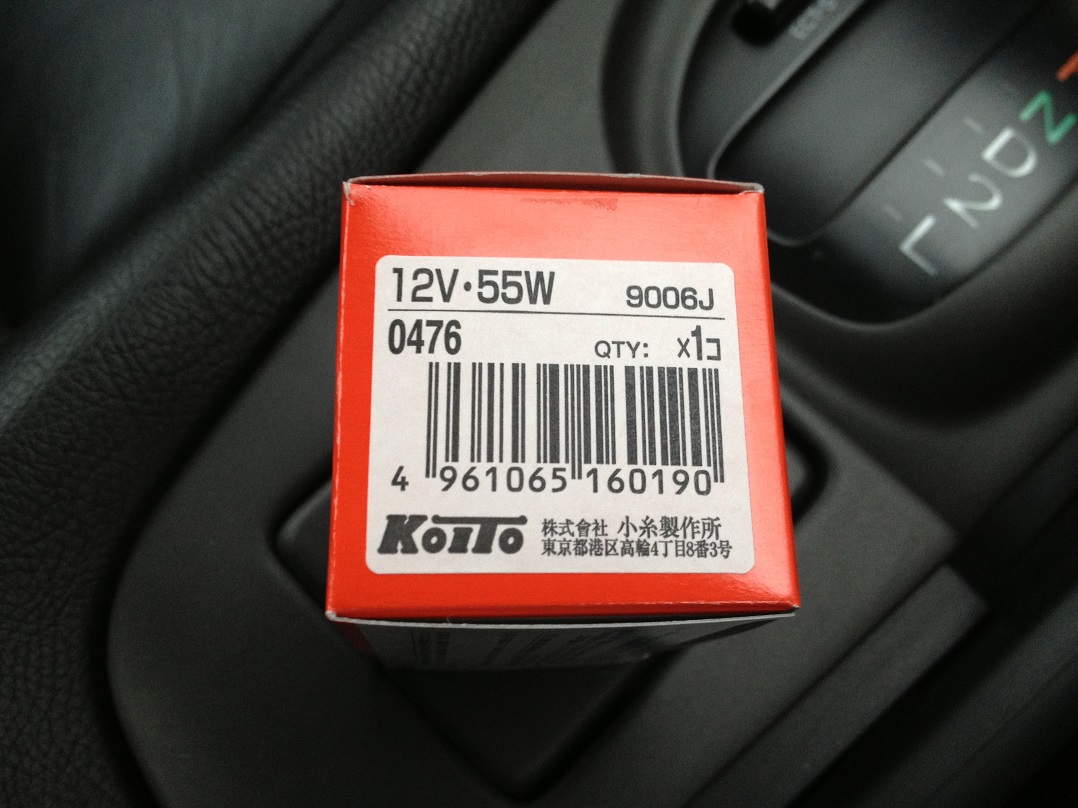 12V・55W 9006J
0476 QTY: x1コ
4 961065 160190
KOITO 株式會社 小糸製作所
東京都港区高輪4丁目8番3号
N
D
2
L